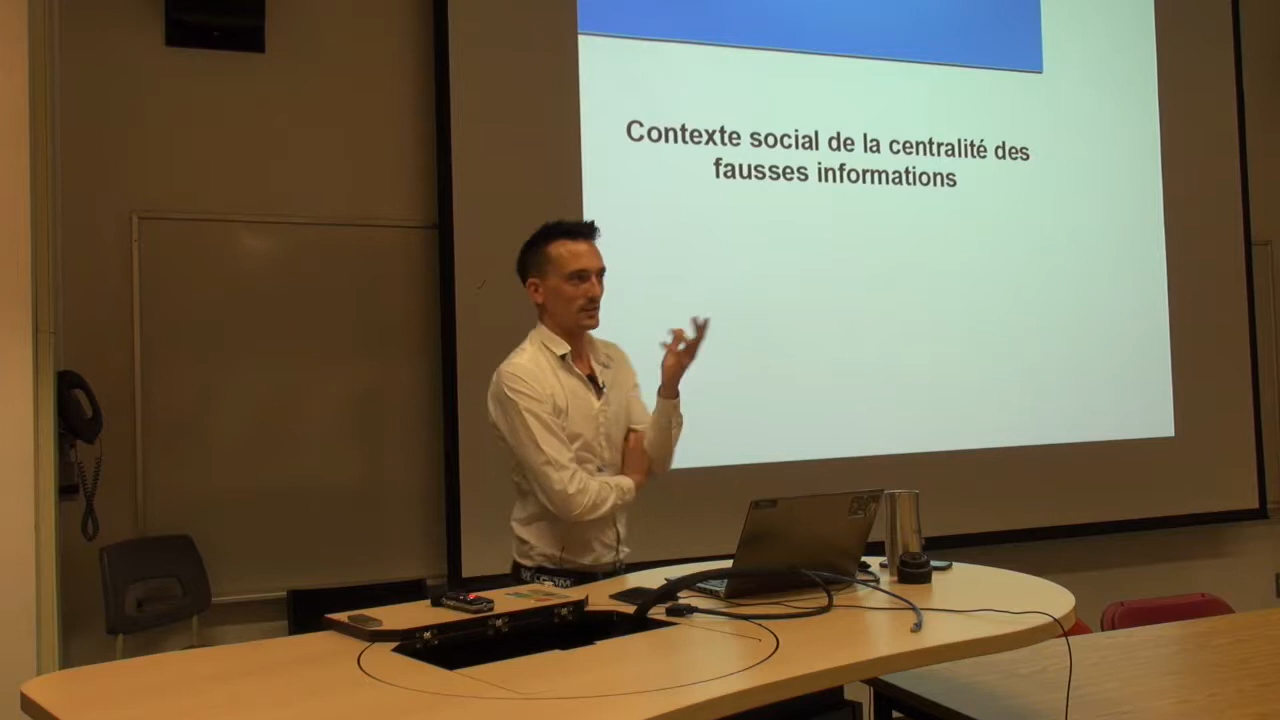 Contexte social de la centralité des
fausses informations